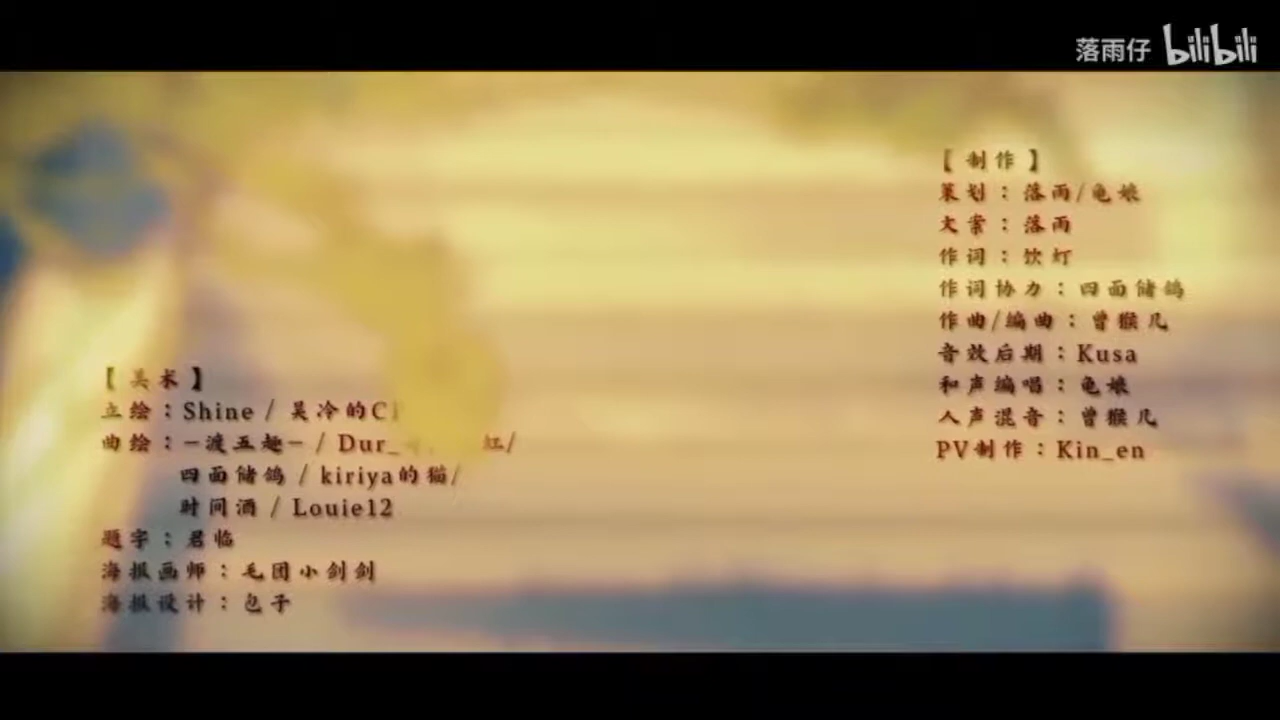 落雨仔 bilibili
【制作】
策划：落雨/龟娘
文案：落雨
作词：饮灯
作词协力：四面储鸽
作曲/编曲：曾猴几
音效后期：Kusa
和声编唱：龟娘
人声混音：曾猴几
PV制作：Kin_en
【美术】
立绘：Shine / 吴冷的C
曲绘：－渡五趣－ / Dur_ 红/
四面储鸽 / kiriya的猫/
时间酒 / Louie12
题字：君临
海报画师：毛团小剑剑
海报设计：包子